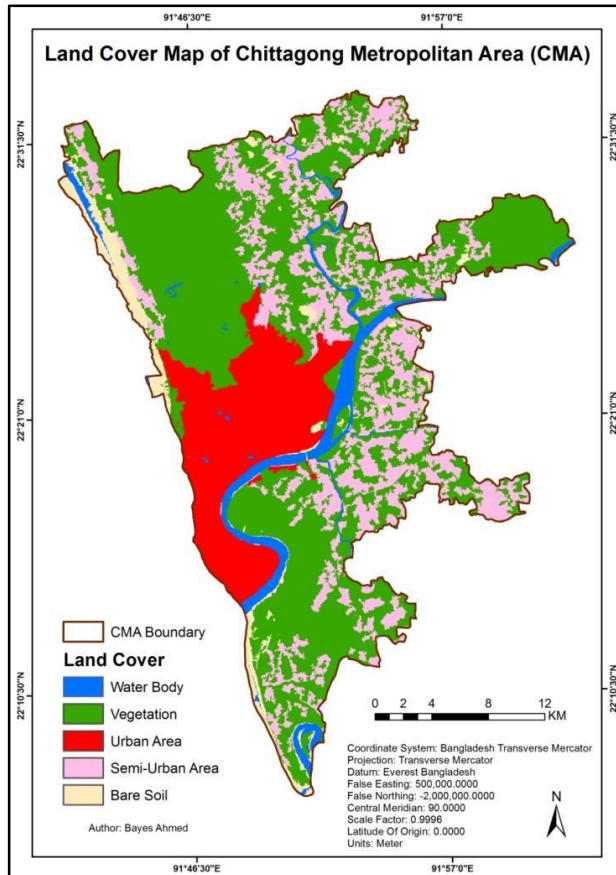 91°46'30"E
91°57'0"E
Land Cover Map of Chittagong Metropolitan Area (CMA)
22°31'30"N
22°31'30"N
22°21'0"N
22°21'0"N
22°10'30"N
22°10'30"N
CMA Boundary
Land Cover
Water Body
Vegetation
Urban Area
Semi-Urban Area
Bare Soil
Author: Bayes Ahmed
0 2 4 8 12
KM
Coordinate System: Bangladesh Transverse Mercator
Projection: Transverse Mercator
Datum: Everest Bangladesh
False Easting: 500,000.0000
False Northing: -2,000,000.0000
Central Meridian: 90.0000
Scale Factor: 0.9996
Latitude Of Origin: 0.0000
Units: Meter
N
91°46'30"E
91°57'0"E